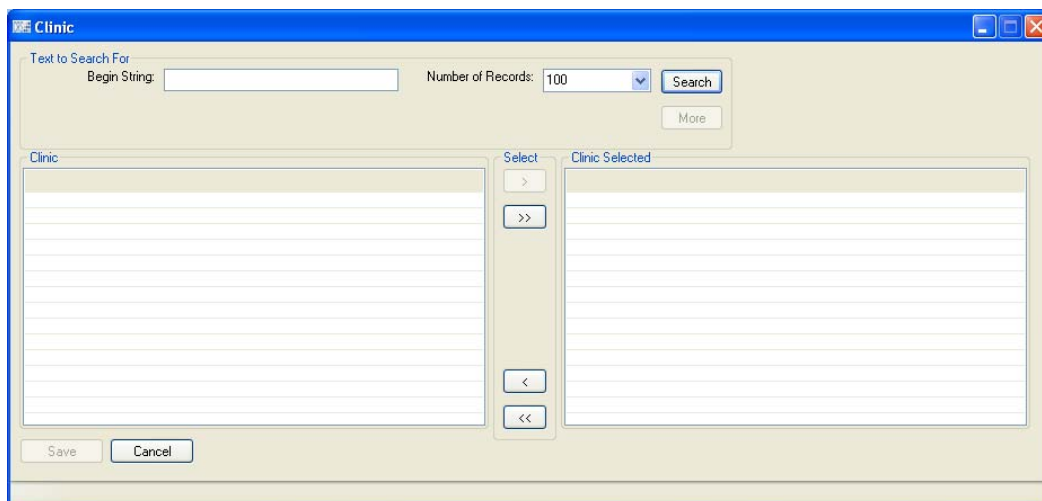 Clinic
Text to Search For
Begin String: Number of Records: 100 Search
More
Clinic Select Clinic Selected
>
>>
<
<<
Save Cancel